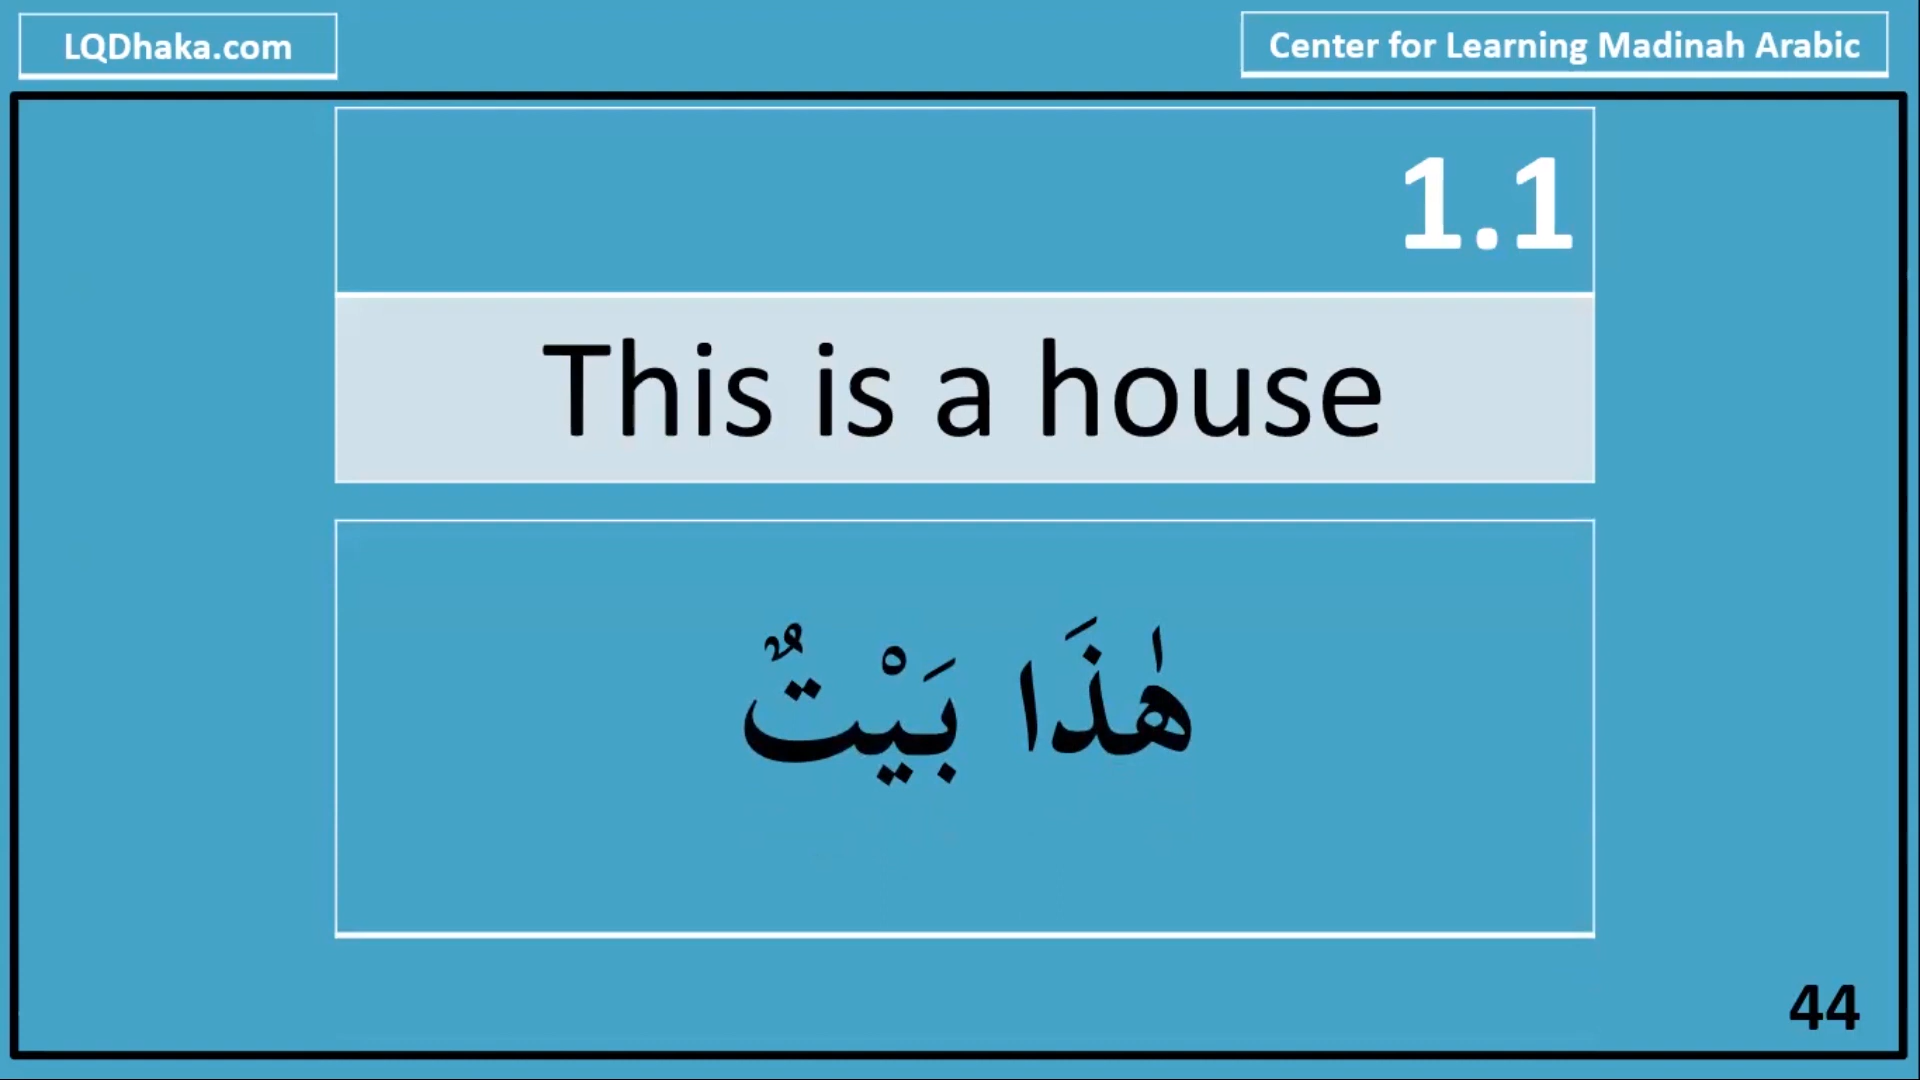 LQDhaka.com
Center for Learning Madinah Arabic
1.1
This is a house
هٰذَا بَيْتٌ
44